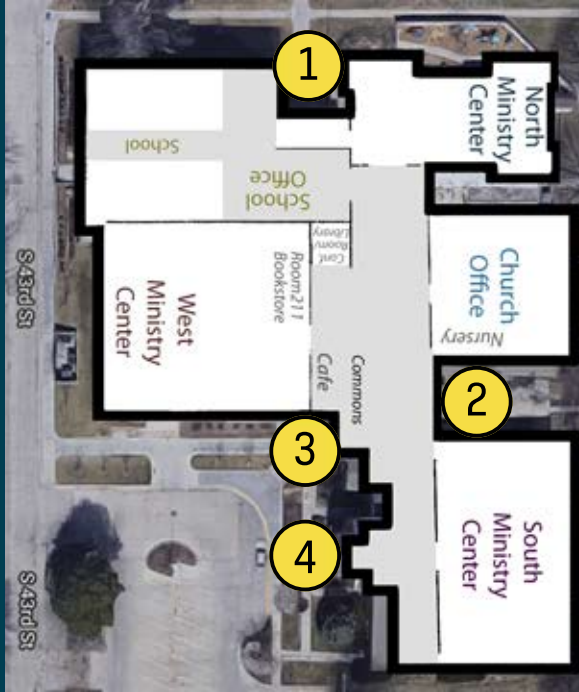 1
North
Ministry
Center
School
School
Office
Conf.
Room/
Library
Church
Office
Nursery
S 43rd St
West
Ministry
Center
Room211
Bookstore
Cafe
Commons
2
3
4
South
Ministry
Center
S 43rd St